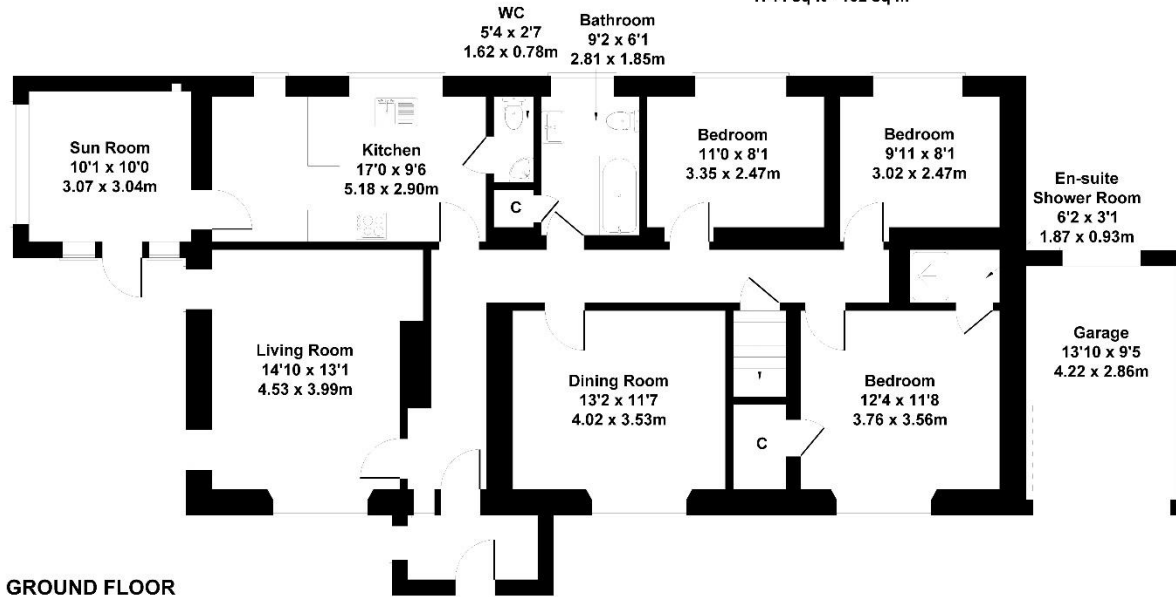 WC
5'4 x 2'7
1.62 x 0.78m
Bathroom
9'2 x 6'1
2.81 x 1.85m
Sun Room
10'1 x 10'0
3.07 x 3.04m
Kitchen
17'0 x 9'6
5.18 x 2.90m
Bedroom
11'0 x 8'1
3.35 x 2.47m
Bedroom
9'11 x 8'1
3.02 x 2.47m
En-suite
Shower Room
6'2 x 3'1
1.87 x 0.93m
C
Living Room
14'10 x 13'1
4.53 x 3.99m
Dining Room
13'2 x 11'7
4.02 x 3.53m
C
Bedroom
12'4 x 11'8
3.76 x 3.56m
Garage
13'10 x 9'5
4.22 x 2.86m
GROUND FLOOR